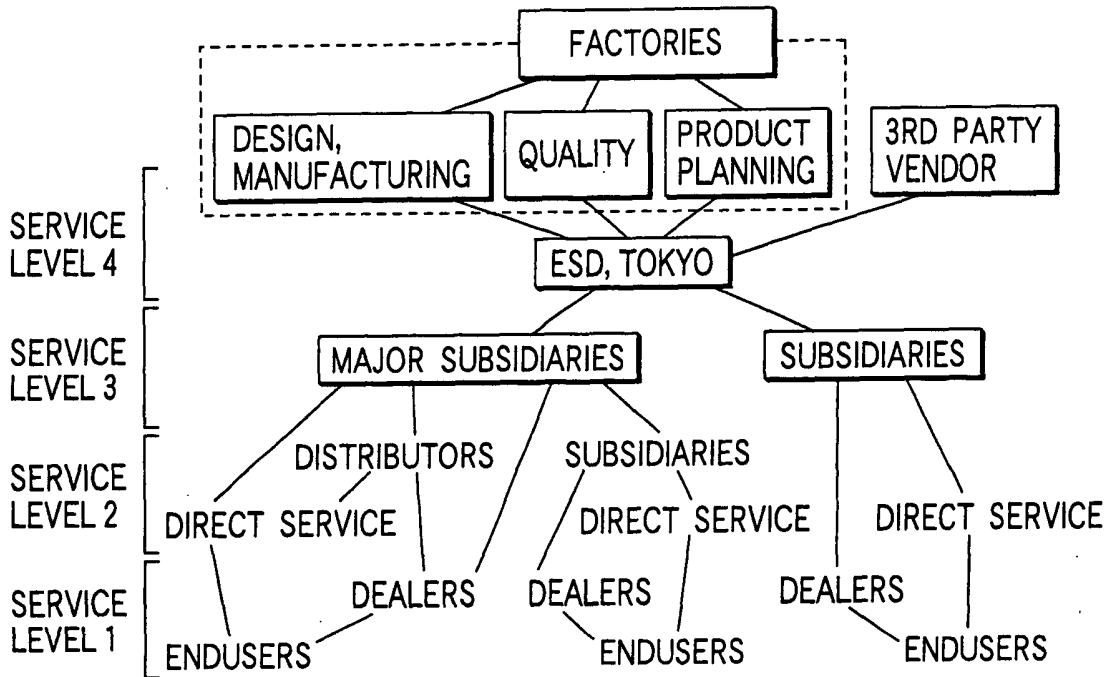 FACTORIES
DESIGN,
MANUFACTURING
QUALITY
PRODUCT
PLANNING
3RD PARTY
VENDOR
SERVICE
LEVEL 4
ESD, TOKYO
SERVICE
LEVEL 3
MAJOR SUBSIDIARIES
SUBSIDIARIES
SERVICE
LEVEL 2
DISTRIBUTORS
SUBSIDIARIES
DIRECT SERVICE
DIRECT SERVICE
DIRECT SERVICE
SERVICE
LEVEL 1
DEALERS
DEALERS
DEALERS
ENDUSERS
ENDUSERS
ENDUSERS